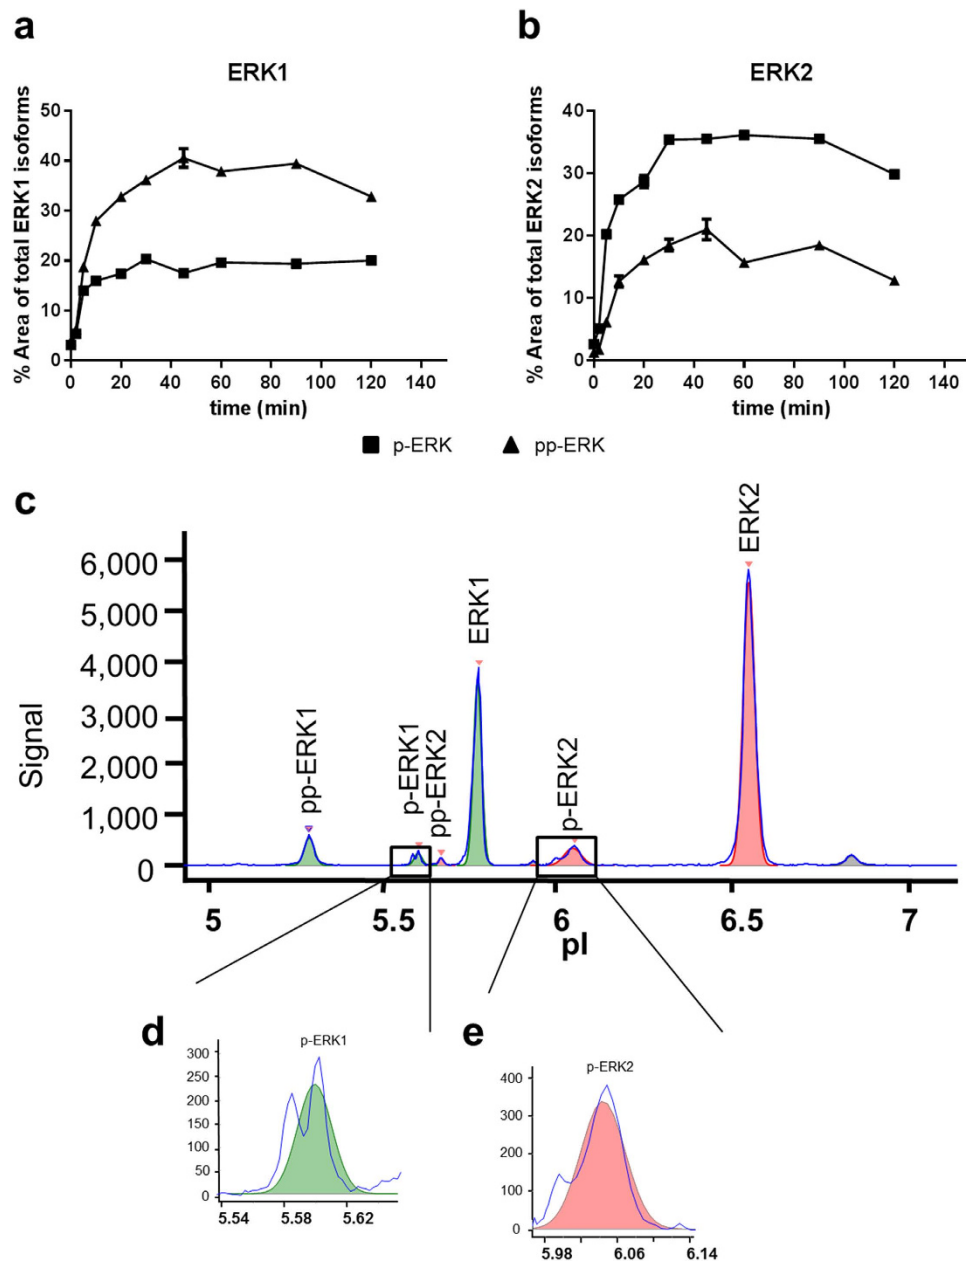 a
ERK1
% Area of total ERK1 isoforms
50
40
30
20
10
0
0 20 40 60 80 100 120 140
time (min)
b
ERK2
% Area of total ERK2 isoforms
40
30
20
10
0
0 20 40 60 80 100 120 140
time (min)
p-ERK pp-ERK
c
Signal
6,000
5,000
4,000
3,000
2,000
1,000
0
pp-ERK1
p-ERK1
pp-ERK2
ERK1
p-ERK2
ERK2
5 5.5 6 6.5 7
pI
d
p-ERK1
300
250
200
150
100
50
0
5.54 5.58 5.62
e
p-ERK2
400
300
200
100
0
5.98 6.06 6.14